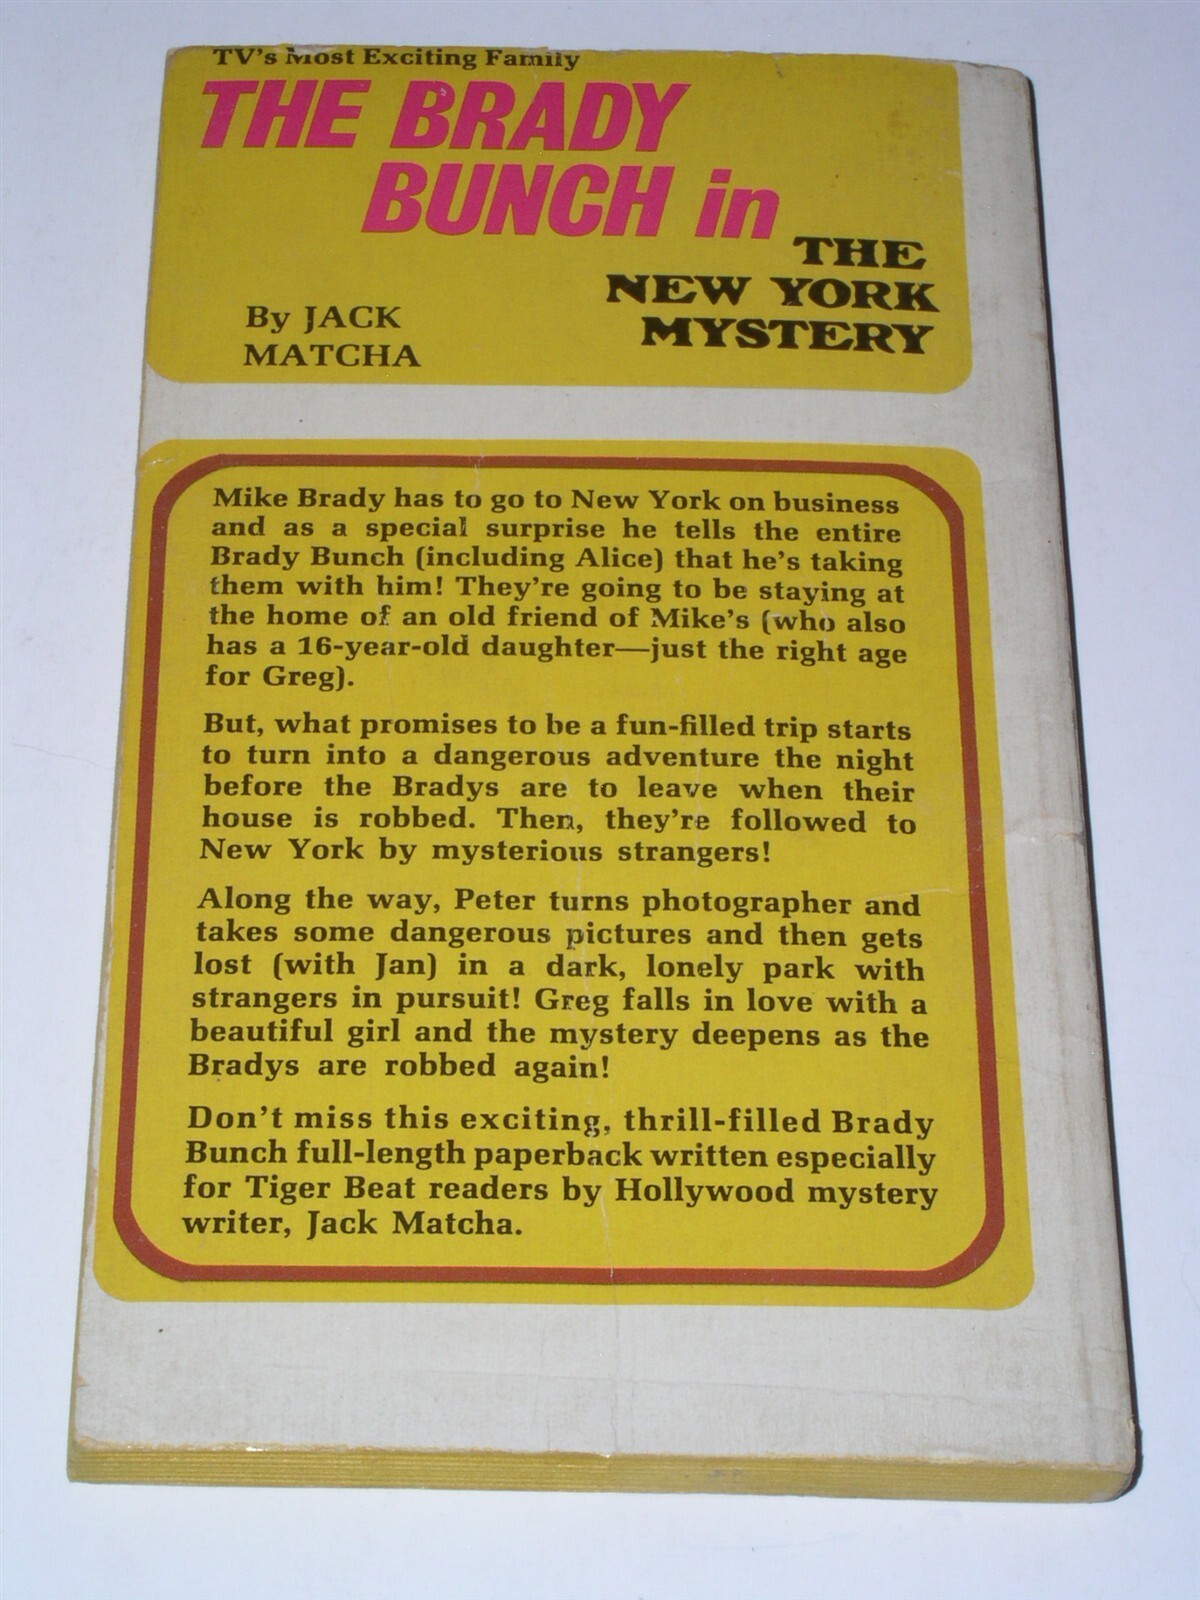 TV's Most Exciting Family
THE BRADY
BUNCH in
THE
NEW YORK
MYSTERY
By JACK
MATCHA
Mike Brady has to go to New York on business
and as a special surprise he tells the entire
Brady Bunch (including Alice) that he's taking
them with him! They're going to be staying at
the home of an old friend of Mike's (who also
has a 16-year-old daughter—just the right age
for Greg).
But, what promises to be a fun-filled trip starts
to turn into a dangerous adventure the night
before the Bradys are to leave when their
house is robbed. Then, they're followed to
New York by mysterious strangers!
Along the way, Peter turns photographer and
takes some dangerous pictures and then gets
lost (with Jan) in a dark, lonely park with
strangers in pursuit! Greg falls in love with a
beautiful girl and the mystery deepens as the
Bradys are robbed again!
Don't miss this exciting, thrill-filled Brady
Bunch full-length paperback written especially
for Tiger Beat readers by Hollywood mystery
writer, Jack Matcha.